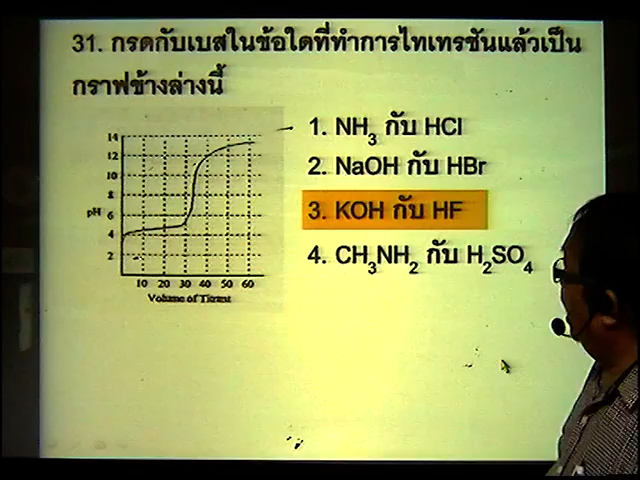 31. กรดกับเบสในข้อใดที่ทำการไทเทรชันแล้วเป็น
กราฟข้างล่างนี้
1. NH3 กับ HCl
2. NaOH กับ HBr
3. KOH กับ HF
4. CH3NH2 กับ H2SO4
14
12
10
8
pH 6
4
2
10 20 30 40 50 60
Volume of Titrant